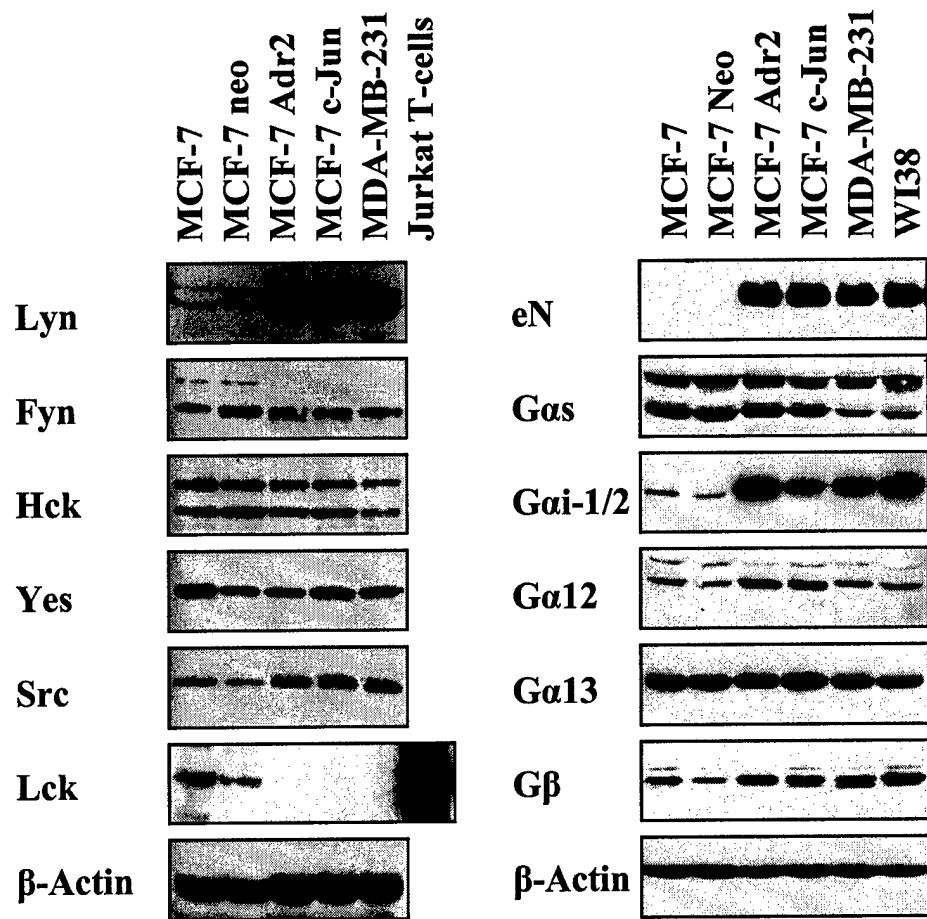 MCF-7
MCF-7 neo
MCF-7 Adr2
MCF-7 c-Jun
MDA-MB-231
Jurkat T-cells
Lyn
Fyn
Hck
Yes
Src
Lck
β-Actin
MCF-7
MCF-7 Neo
MCF-7 Adr2
MCF-7 c-Jun
MDA-MB-231
WI38
eN
Gαs
Gαi-1/2
Gα12
Gα13
Gβ
β-Actin